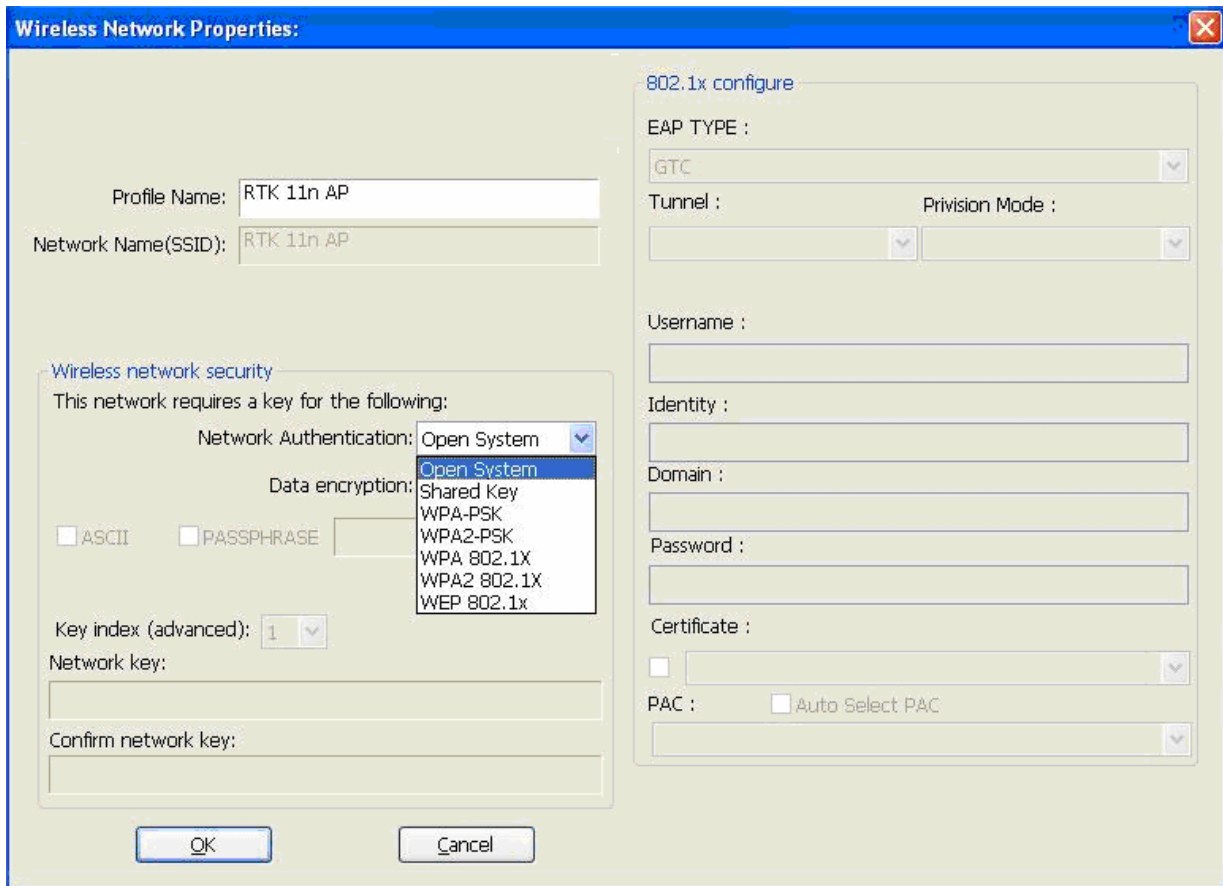 Wireless Network Properties:
Profile Name: RTK 11n AP
Network Name(SSID): RTK 11n AP
Wireless network security
This network requires a key for the following:
Network Authentication: Open System
Open System
Shared Key
WPA-PSK
WPA2-PSK
WPA 802.1X
WPA2 802.1X
WEP 802.1x
Data encryption:
ASCII PASSPHRASE
Key index (advanced): 1
Network key:
Confirm network key:
OK Cancel
802.1x configure
EAP TYPE :
GTC
Tunnel : Privision Mode :
Username :
Identity :
Domain :
Password :
Certificate :
PAC : Auto Select PAC